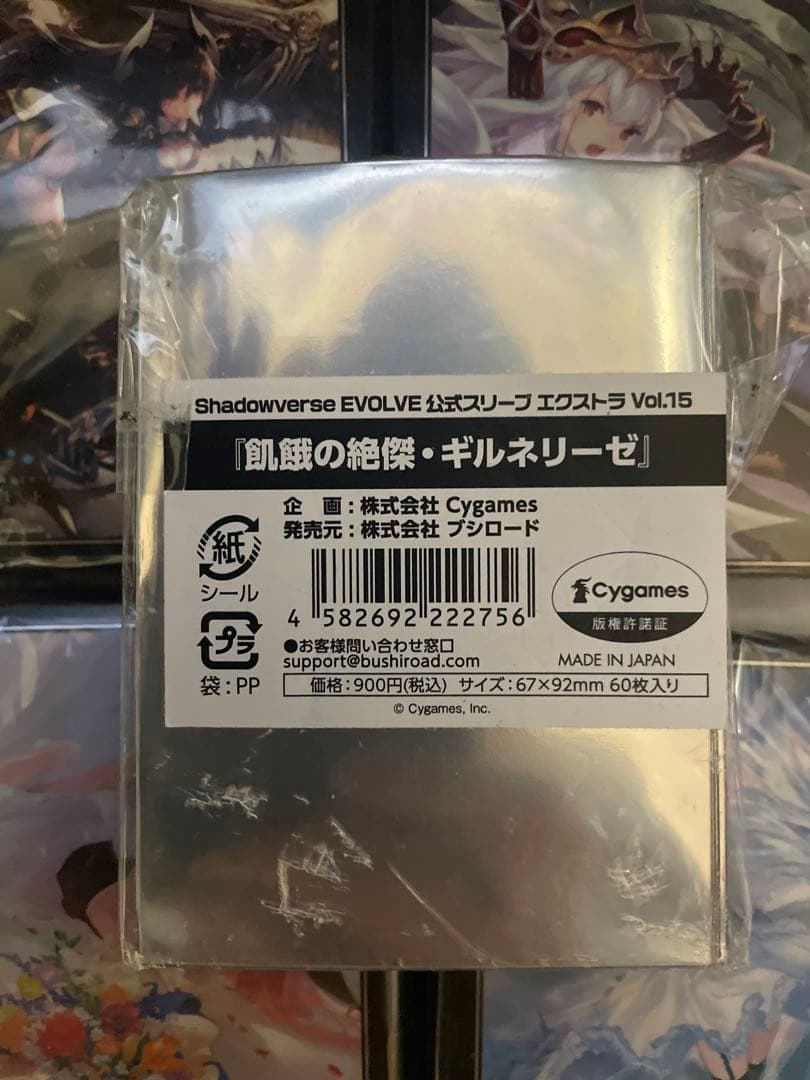 Shadowverse EVOLVE 公式スリーブ エクストラ Vol.15
『飢餓の絶傑・ギルネリーゼ』
企　画：株式会社 Cygames
発売元：株式会社 ブシロード
紙
シール
プラ
袋：PP
4 582692 222756
Cygames
版権許諾証
●お客様問い合わせ窓口
support@bushiroad.com
MADE IN JAPAN
価格：900円(税込) サイズ：67×92mm 60枚入り
© Cygames, Inc.